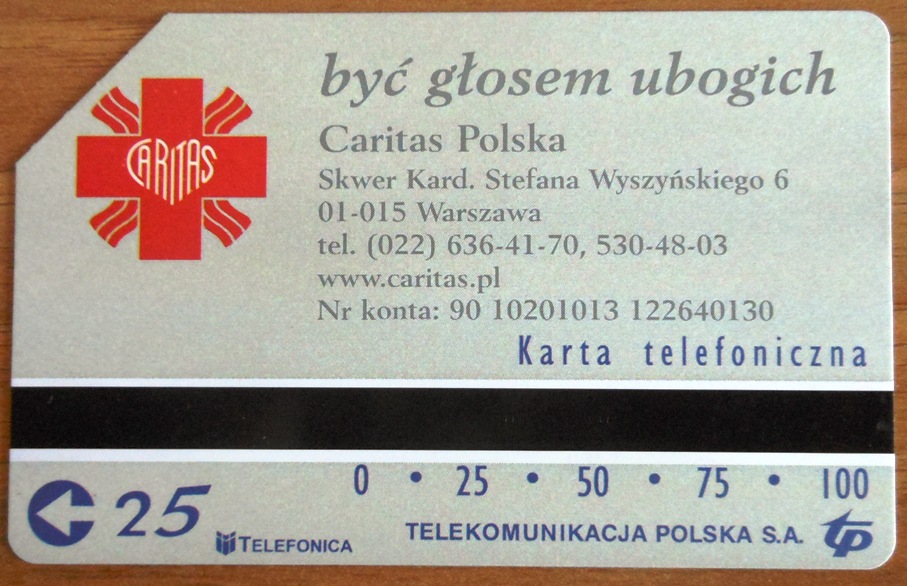 CARITAS
być głosem ubogich
Caritas Polska
Skwer Kard. Stefana Wyszyńskiego 6
01-015 Warszawa
tel. (022) 636-41-70, 530-48-03
www.caritas.pl
Nr konta: 90 10201013 122640130
Karta telefoniczna
0 • 25 • 50 • 75 • 100
25
TELEFONICA
TELEKOMUNIKACJA POLSKA S.A. tp